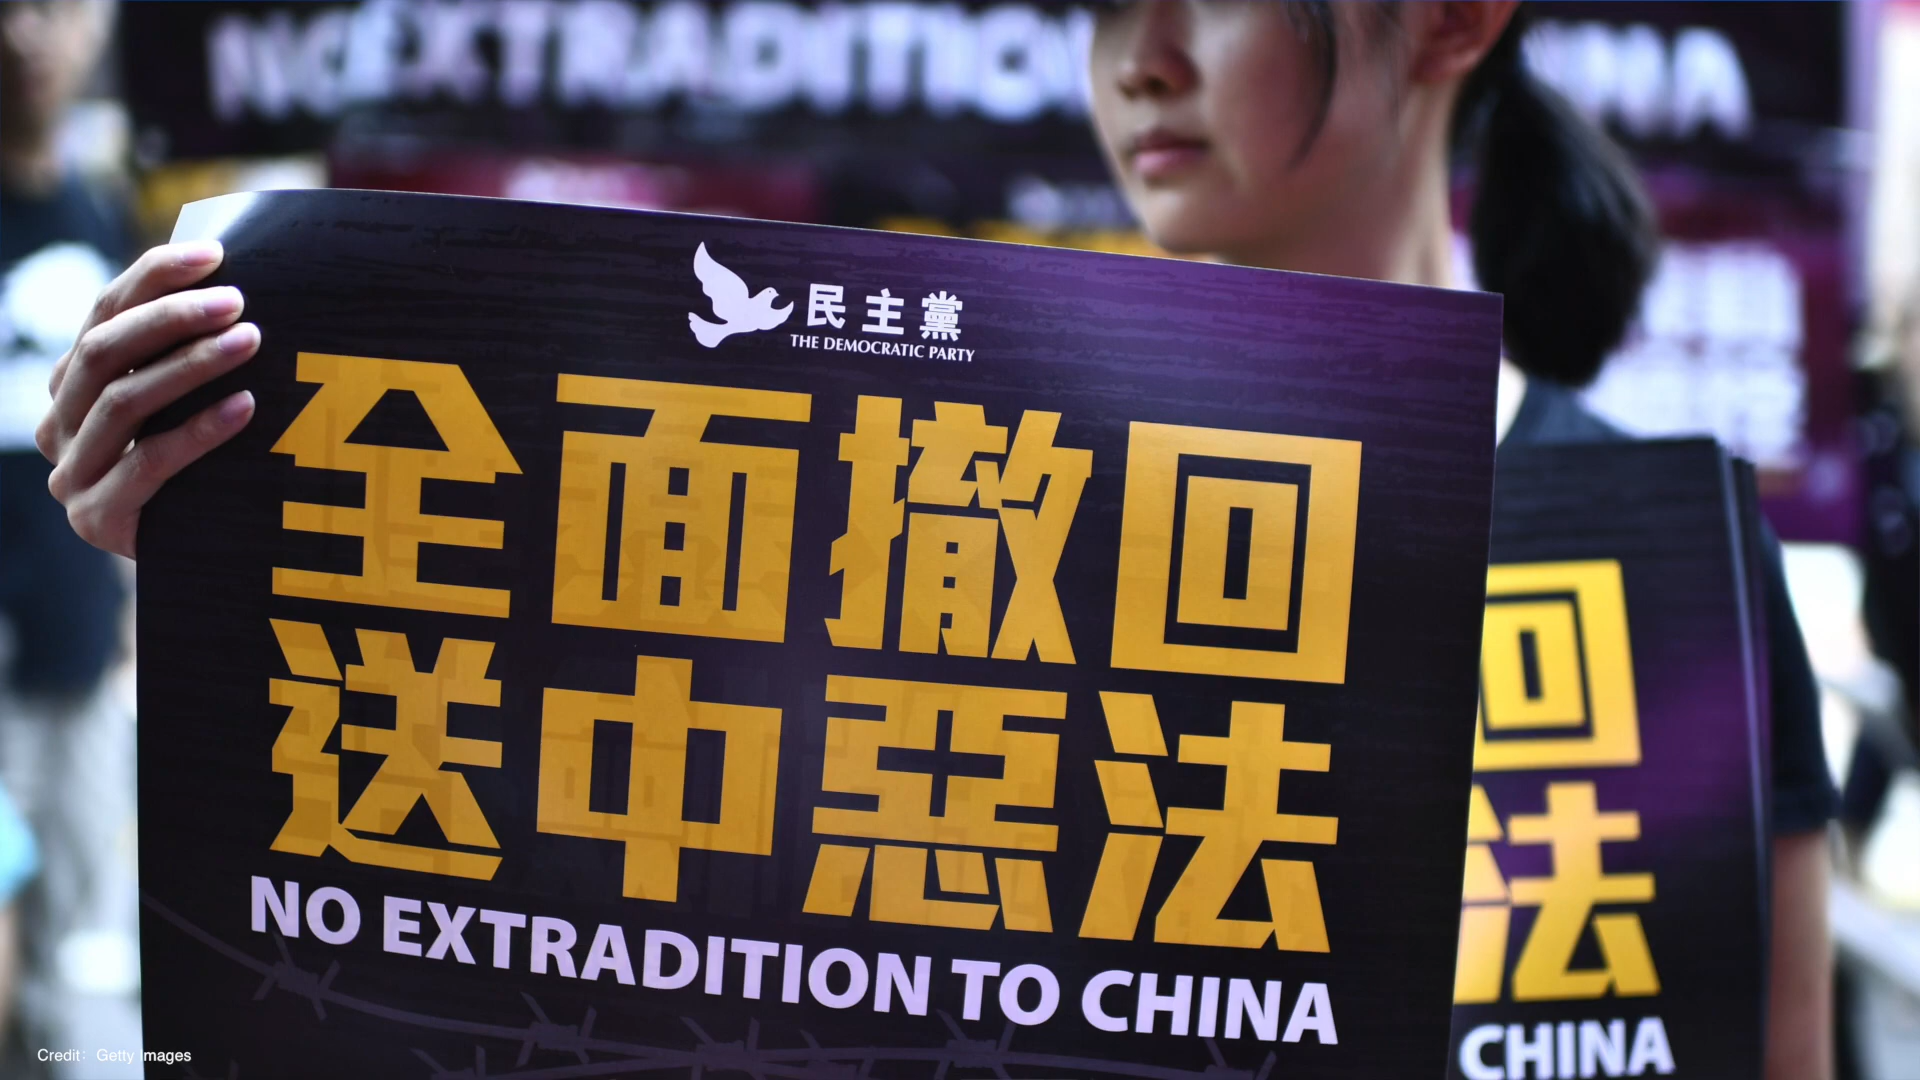 EXTRADITION
民主黨
THE DEMOCRATIC PARTY
全面撤回
送中惡法
NO EXTRADITION TO CHINA
回
法
CHINA
Credit: Getty Images